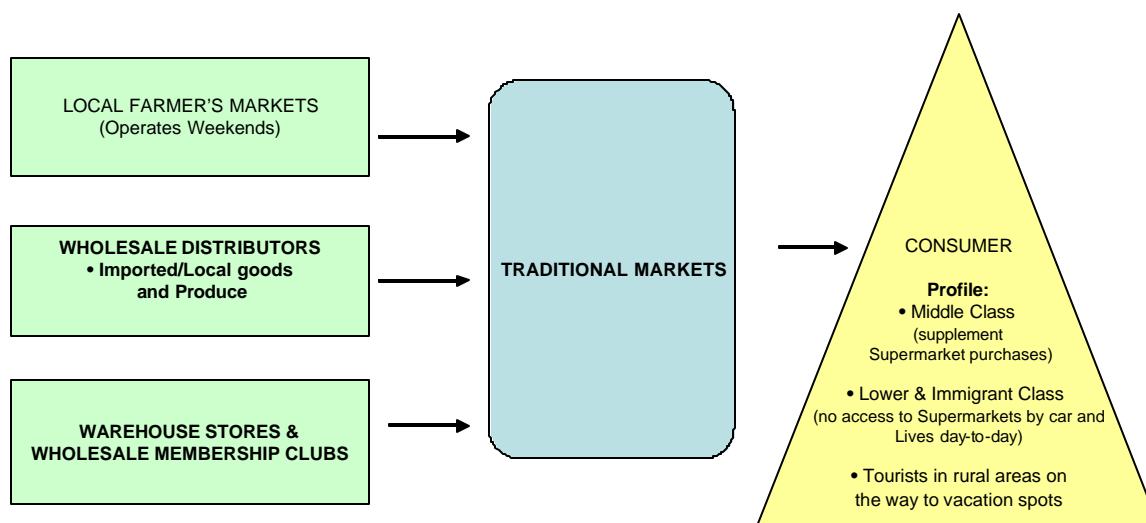 LOCAL FARMER'S MARKETS
(Operates Weekends)
WHOLESALE DISTRIBUTORS
• Imported/Local goods
and Produce
WAREHOUSE STORES &
WHOLESALE MEMBERSHIP CLUBS
TRADITIONAL MARKETS
CONSUMER
Profile:
• Middle Class
(supplement
Supermarket purchases)
• Lower & Immigrant Class
(no access to Supermarkets by car and
Lives day-to-day)
• Tourists in rural areas on
the way to vacation spots